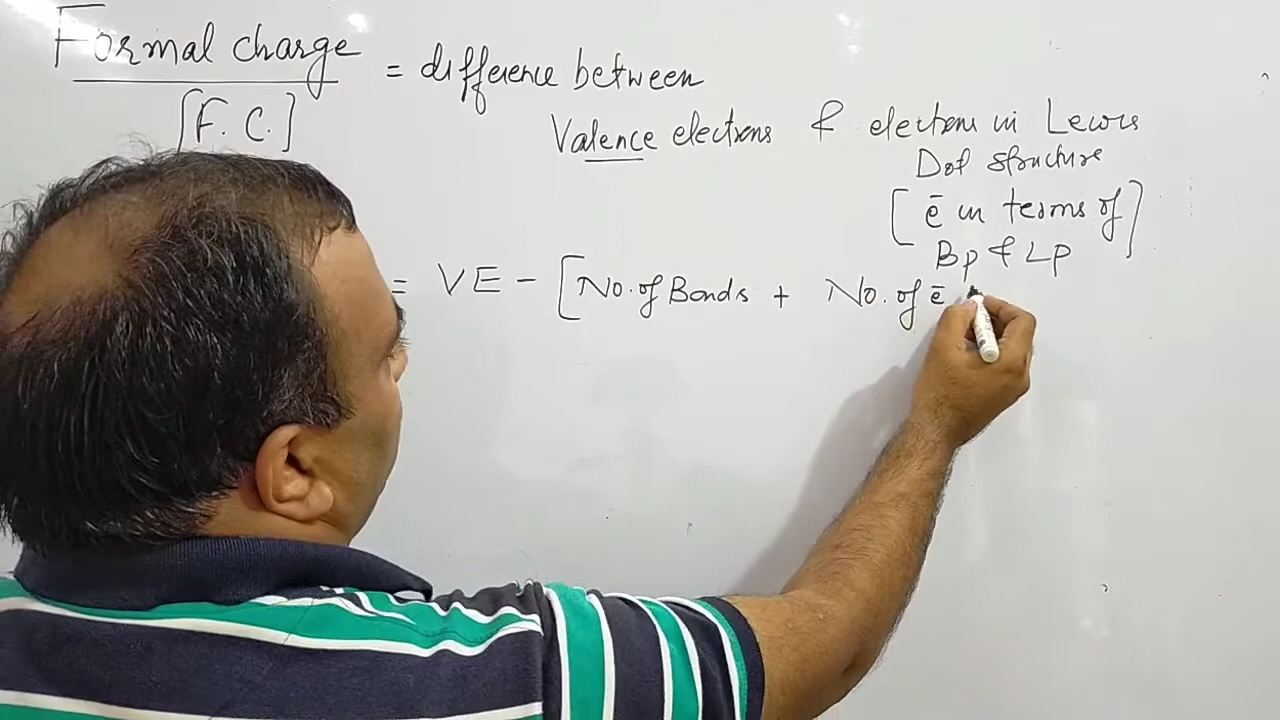 Formal charge = difference between
[F. C.]
Valence electrons & electrons in Lewis
Dot structure
[ē in terms of]
Bp & Lp
= VE - [No. of Bonds + No. of ē